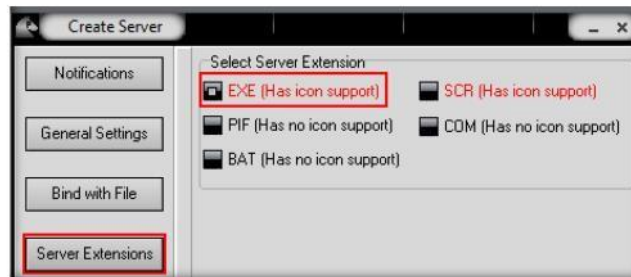 Create Server
Notifications
General Settings
Bind with File
Server Extensions
Select Server Extension
EXE (Has icon support)
SCR (Has icon support)
PIF (Has no icon support)
COM (Has no icon support)
BAT (Has no icon support)